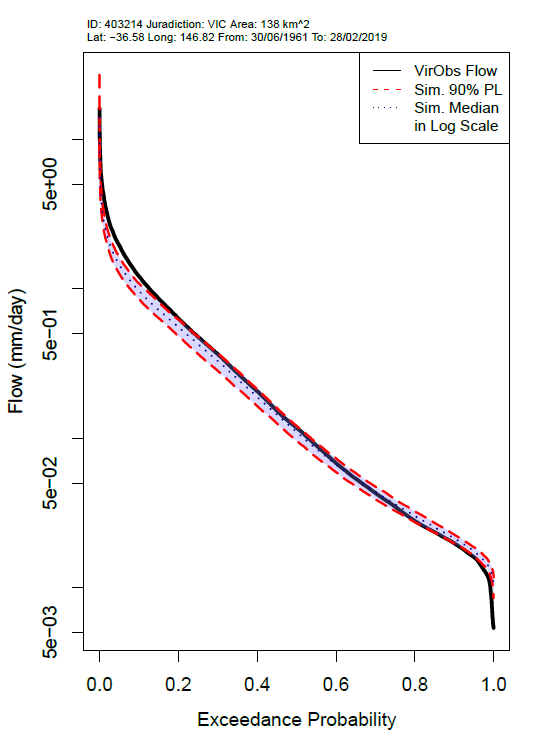 ID: 403214 Juradiction: VIC Area: 138 km^2
Lat: −36.58 Long: 146.82 From: 30/06/1961 To: 28/02/2019
VirObs Flow
Sim. 90% PL
Sim. Median
in Log Scale
Flow (mm/day)
5e+00
5e−01
5e−02
5e−03
0.0 0.2 0.4 0.6 0.8 1.0
Exceedance Probability